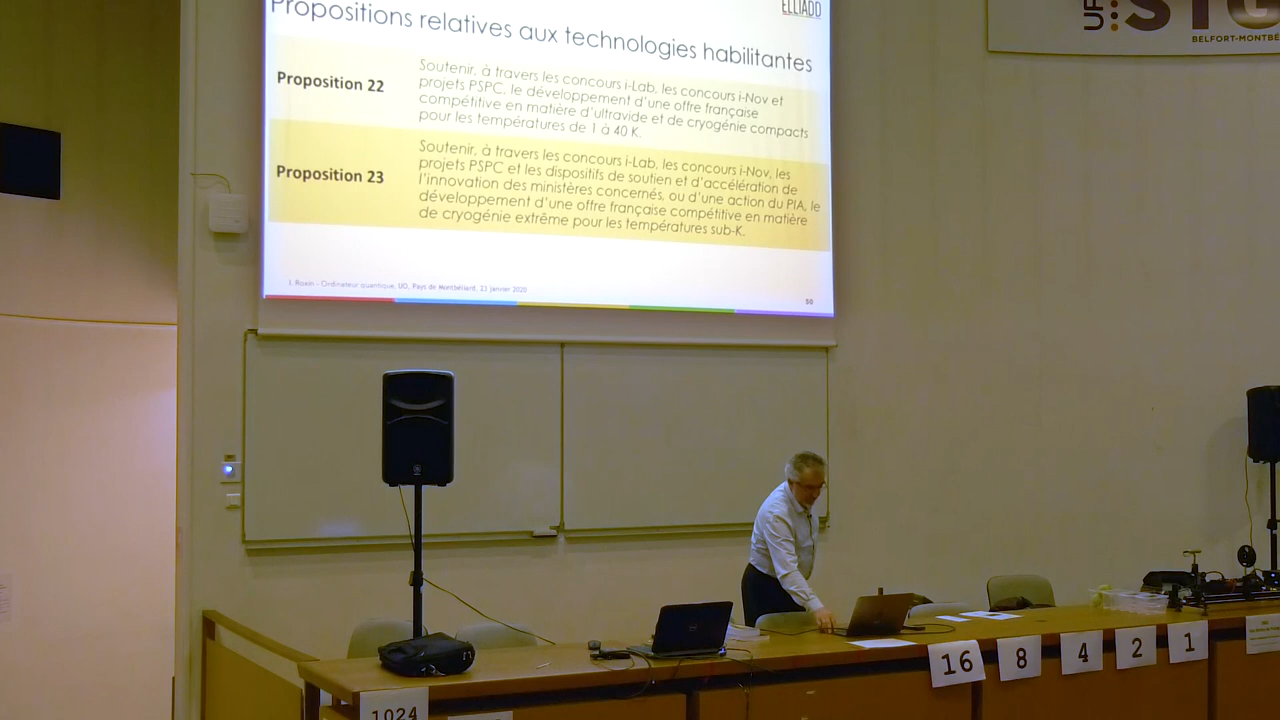 Propositions relatives aux technologies habilitantes
ELLIADD
Proposition 22
Soutenir, à travers les concours i-Lab, les concours i-Nov et
projets PSPC, le développement d'une offre française
compétitive en matière d'ultravide et de cryogénie compacts
pour les températures de 1 à 40 K.
Proposition 23
Soutenir, à travers les concours i-Lab, les concours i-Nov, les
projets PSPC et les dispositifs de soutien et d'accélération de
l'innovation des ministères concernés, ou d'une action du PIA, le
développement d'une offre française compétitive en matière
de cryogénie extrême pour les températures sub-K.
I. Roxin - Ordinateur quantique, UO, Pays de Montbéliard, 23 janvier 2020
50
STG
BELFORT-MONTBÉ
1024
16
8
4
2
1